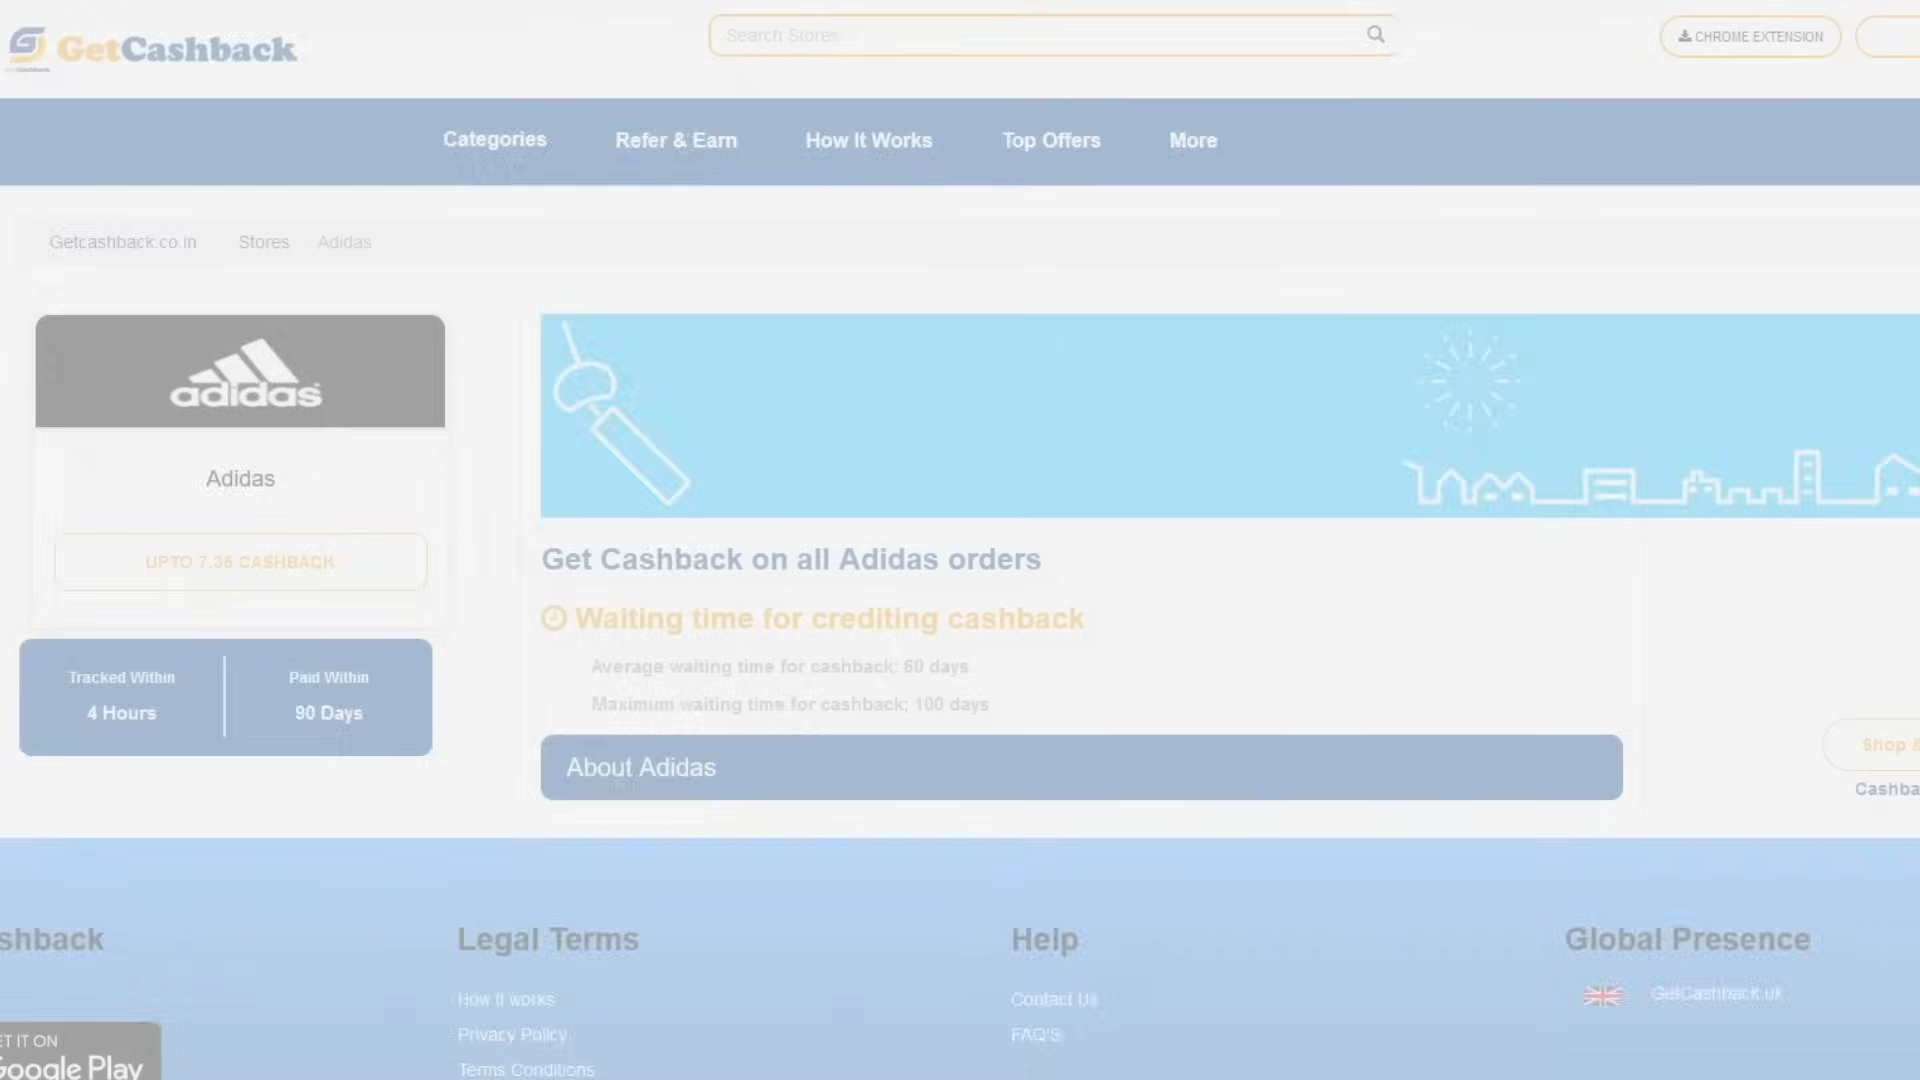 GetCashback
Search Stores
CHROME EXTENSION
Categories
Refer & Earn
How It Works
Top Offers
More
Getcashback.co.in
Stores
Adidas
adidas
Adidas
UPTO 7.35 CASHBACK
Tracked Within
4 Hours
Paid Within
90 Days
Get Cashback on all Adidas orders
Waiting time for crediting cashback
Average waiting time for cashback: 60 days
Maximum waiting time for cashback: 100 days
About Adidas
Shop &
Cashba
shback
ET IT ON
Google Play
Legal Terms
How it works
Privacy Policy
Terms Conditions
Help
Contact Us
FAQ'S
Global Presence
GetCashback.uk